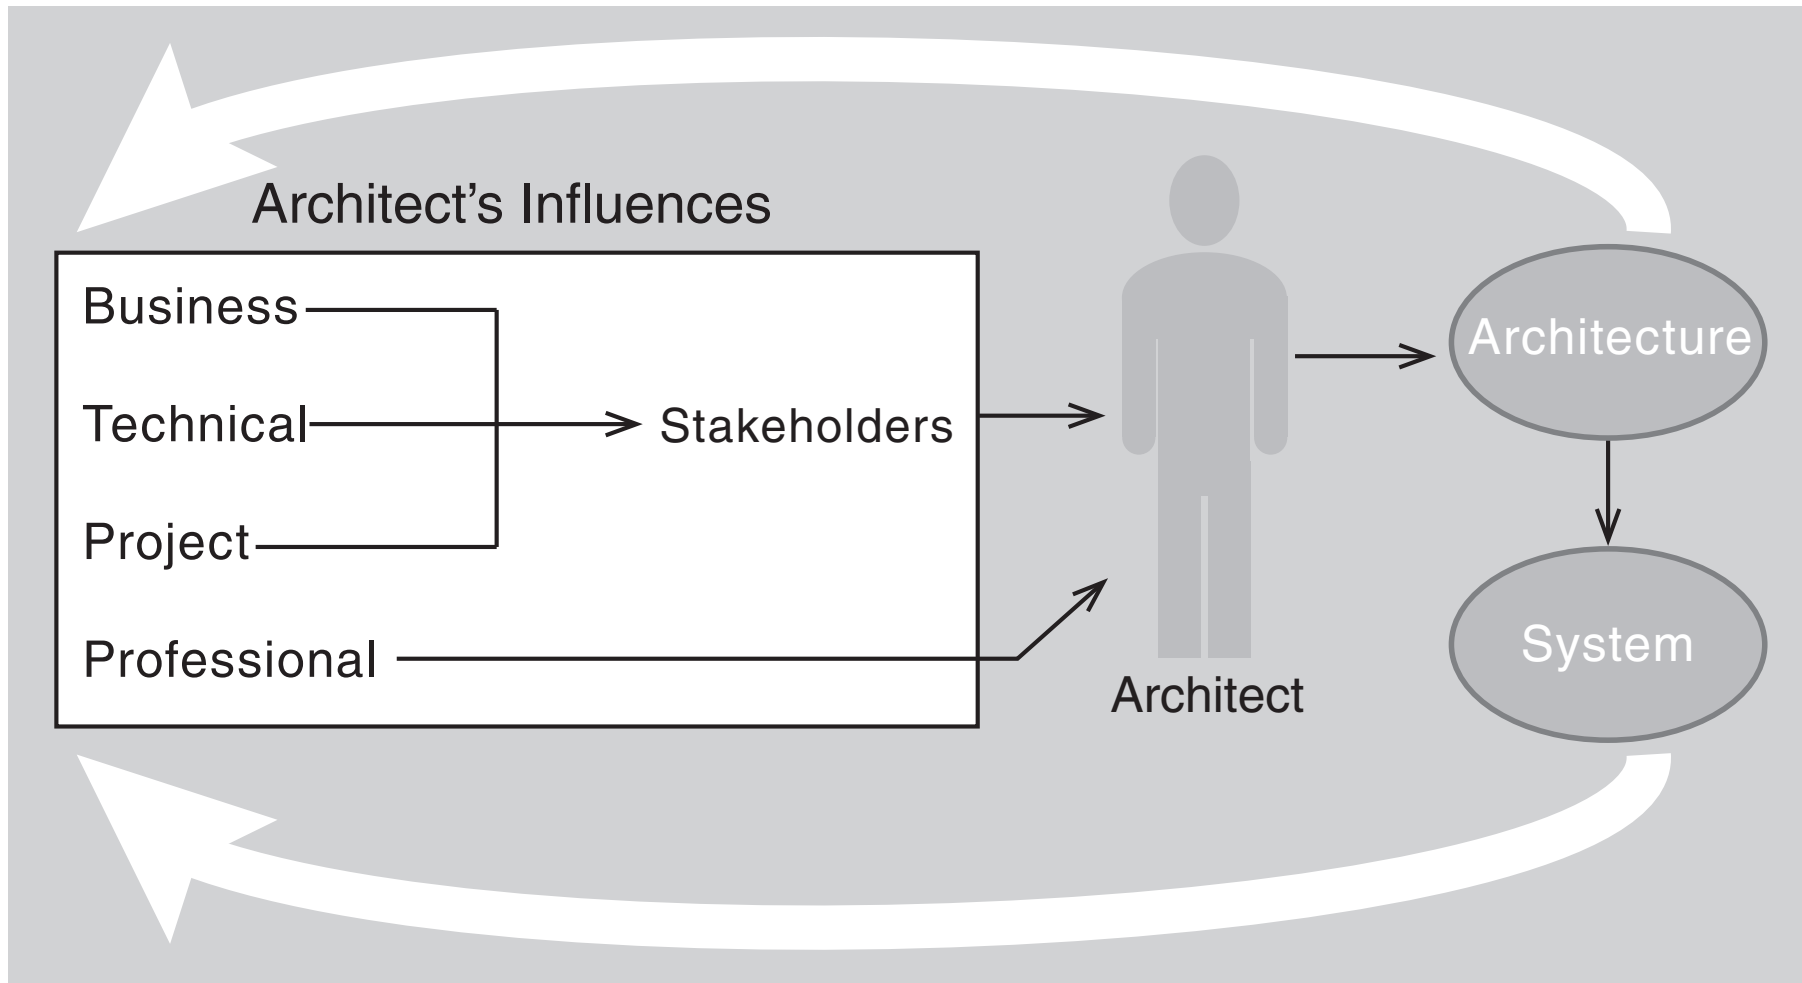 Architect’s Influences
Business
Technical
Stakeholders
Project
Professional
Architect
Architecture
System